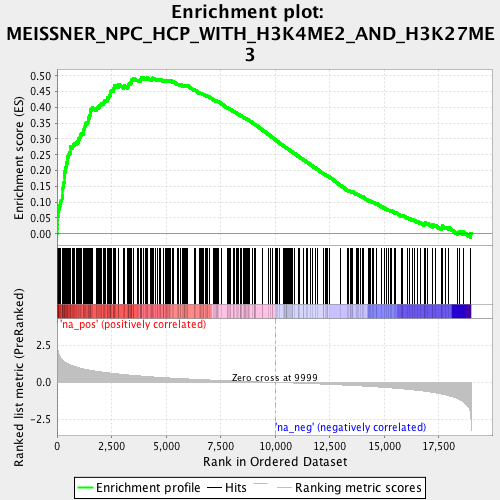 Enrichment plot:
MEISSNER_NPC_HCP_WITH_H3K4ME2_AND_H3K27ME
3
Enrichment score (ES)
0.50
0.45
0.40
0.35
0.30
0.25
0.20
0.15
0.10
0.05
0.00
'na_pos' (positively correlated)
Ranked list metric (PreRanked)
2.5
0.0
-2.5
Zero cross at 9999
'na_neg' (negatively correlated)
0
2,500
5,000
7,500
10,000
12,500
15,000
17,500
Rank in Ordered Dataset
Enrichment profile
Hits
Ranking metric scores